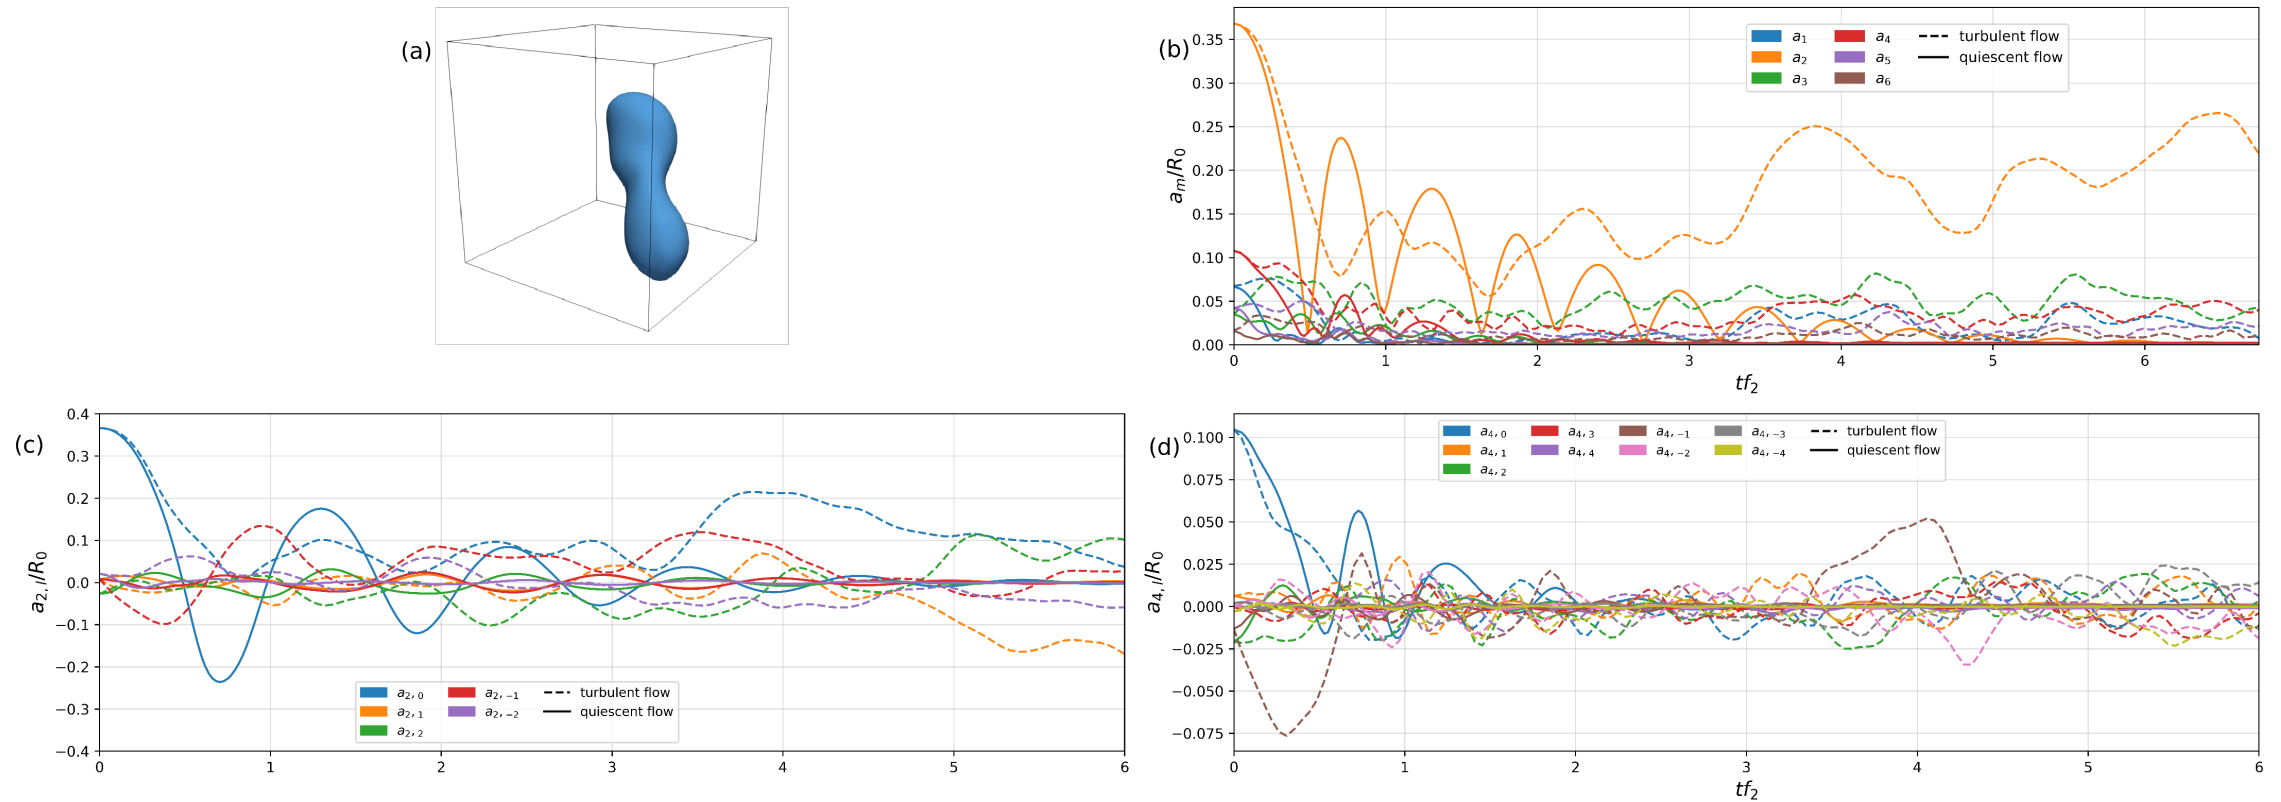 (a)
(b)
0.35
0.30
0.25
0.20
0.15
0.10
0.05
0.00
0 1 2 3 4 5 6
a_m/R_0
tf_2
a_1 a_4 turbulent flow
a_2 a_5 quiescent flow
a_3 a_6
(c)
0.4
0.3
0.2
0.1
0.0
−0.1
−0.2
−0.3
−0.4
0 1 2 3 4 5 6
a_{2,l}/R_0
a_{2,0} a_{2,−1} turbulent flow
a_{2,1} a_{2,−2} quiescent flow
a_{2,2}
(d)
0.100
0.075
0.050
0.025
0.000
−0.025
−0.050
−0.075
0 1 2 3 4 5 6
a_{4,l}/R_0
tf_2
a_{4,0} a_{4,3} a_{4,−1} a_{4,−3} turbulent flow
a_{4,1} a_{4,4} a_{4,−2} a_{4,−4} quiescent flow
a_{4,2}